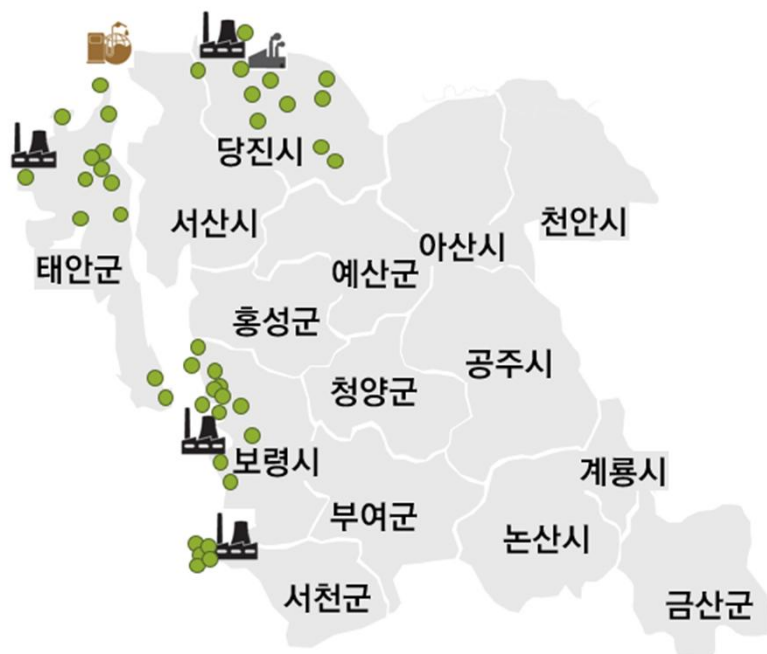 당진시
서산시
천안시
아산시
태안군
예산군
홍성군
공주시
청양군
보령시
계룡시
부여군
논산시
서천군
금산군